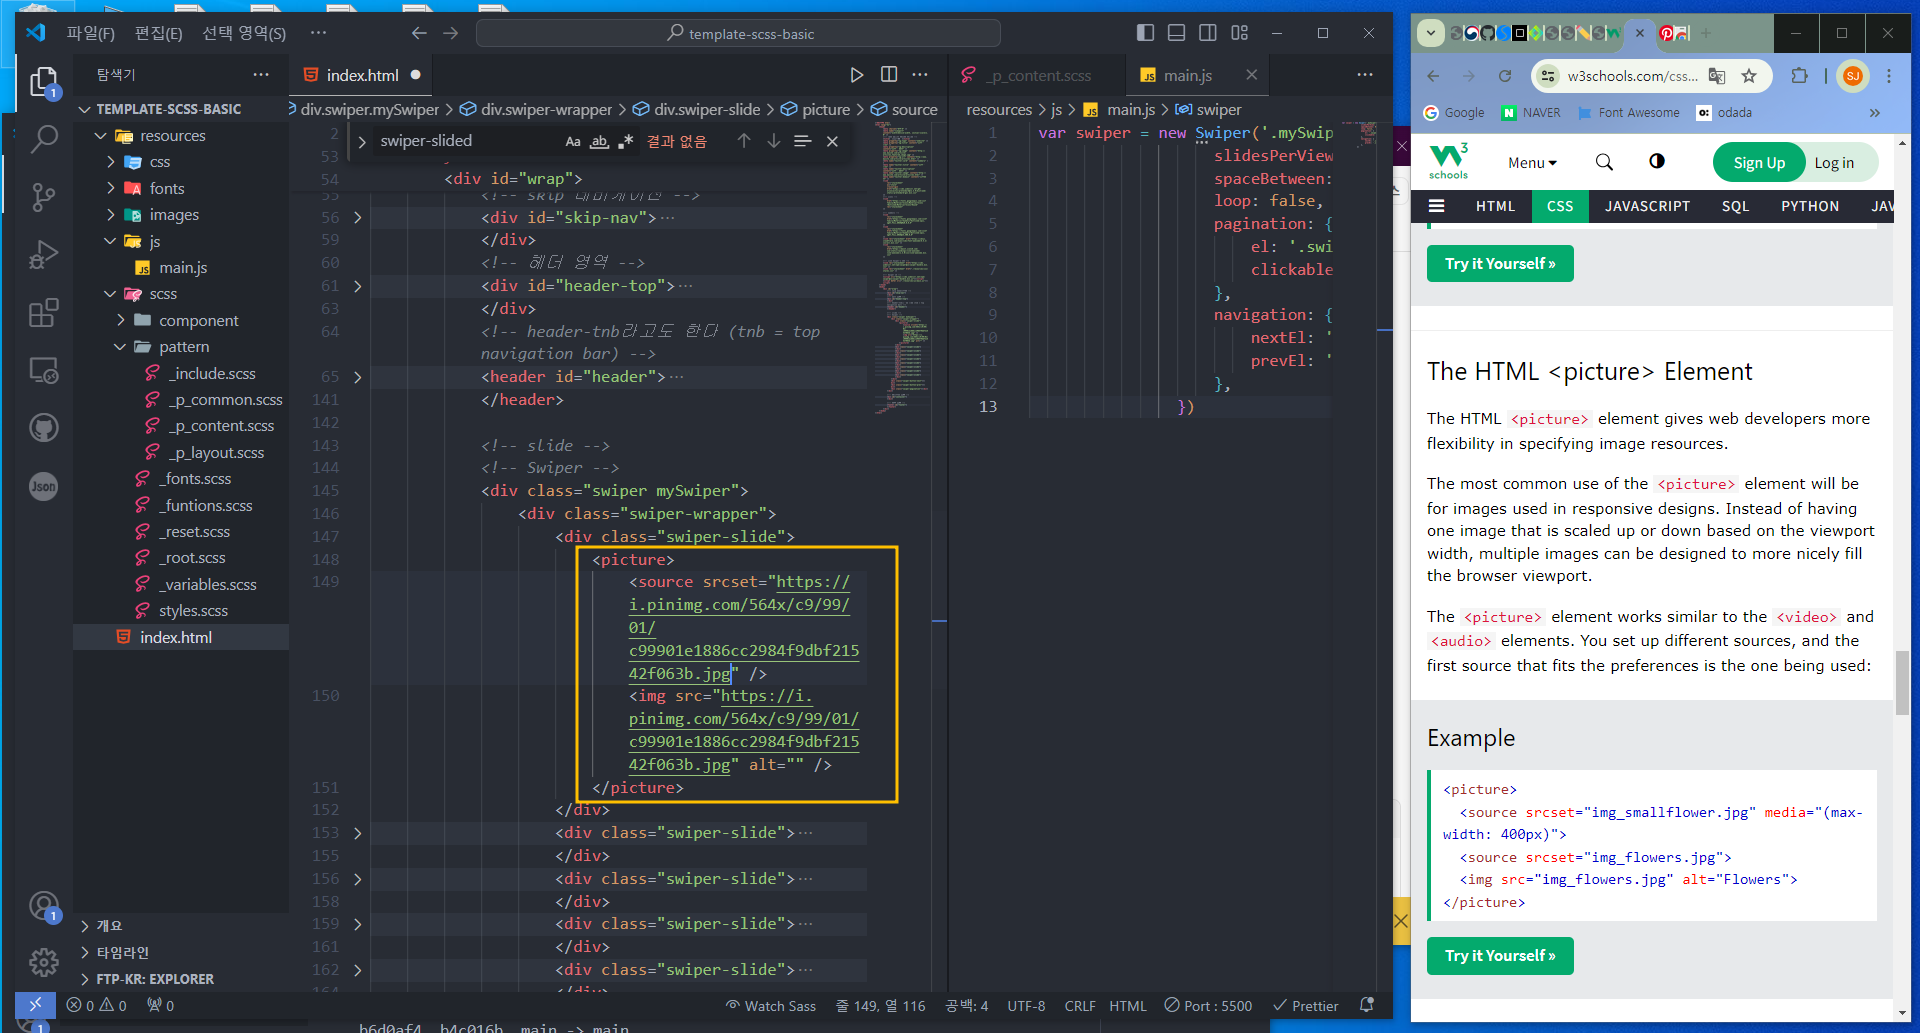 파일(F) 편집(E) 선택 영역(S) ··· template-scss-basic
탐색기 ···
TEMPLATE-SCSS-BASIC
resources
css
fonts
images
js
main.js
scss
component
pattern
_include.scss
_p_common.scss
_p_content.scss
_p_layout.scss
_fonts.scss
_funtions.scss
_reset.scss
_root.scss
_variables.scss
styles.scss
index.html
개요
타임라인
FTP-KR: EXPLORER
1
Json
1
index.html
div.swiper.mySwiper > div.swiper-wrapper > div.swiper-slide > picture > source
swiper-slided Aa ab 결과 없음
2
53
54 <div id="wrap">
55
56 <div id="skip-nav">···
59 </div>
60 <!-- 헤더 영역 -->
61 <div id="header-top">···
63 </div>
64 <!-- header-tnb라고도 한다 (tnb = top
navigation bar) -->
65 <header id="header">···
141 </header>
142
143 <!-- slide -->
144 <!-- Swiper -->
145 <div class="swiper mySwiper">
146 <div class="swiper-wrapper">
147 <div class="swiper-slide">
148 <picture>
149 <source srcset="https://
i.pinimg.com/564x/c9/99/
01/
c99901e1886cc2984f9dbf215
42f063b.jpg" />
150 <img src="https://i.
pinimg.com/564x/c9/99/01/
c99901e1886cc2984f9dbf215
42f063b.jpg" alt="" />
151 </picture>
152 </div>
153 <div class="swiper-slide">···
155 </div>
156 <div class="swiper-slide">···
158 </div>
159 <div class="swiper-slide">···
161 </div>
162 <div class="swiper-slide">···
_p_content.scss main.js
resources > js > main.js > swiper
1 var swiper = new Swiper('.mySwip
2 slidesPerView
3 spaceBetween:
4 loop: false,
5 pagination: {
6 el: '.swi
7 clickable
8 },
9 navigation: {
10 nextEl: '
11 prevEl: '
12 },
13 })
0 0 0 Watch Sass 줄 149, 열 116 공백: 4 UTF-8 CRLF HTML Port : 5500 Prettier
1 b6d0af4..b4c016b main -> main
w3schools.com/css... SJ
Google N NAVER Font Awesome o. odada »
W3
schools
Menu Sign Up Log in
HTML CSS JAVASCRIPT SQL PYTHON JAV
Try it Yourself »
The HTML <picture> Element
The HTML <picture> element gives web developers more
flexibility in specifying image resources.
The most common use of the <picture> element will be
for images used in responsive designs. Instead of having
one image that is scaled up or down based on the viewport
width, multiple images can be designed to more nicely fill
the browser viewport.
The <picture> element works similar to the <video> and
<audio> elements. You set up different sources, and the
first source that fits the preferences is the one being used:
Example
<picture>
<source srcset="img_smallflower.jpg" media="(max-
width: 400px)">
<source srcset="img_flowers.jpg">
<img src="img_flowers.jpg" alt="Flowers">
</picture>
Try it Yourself »